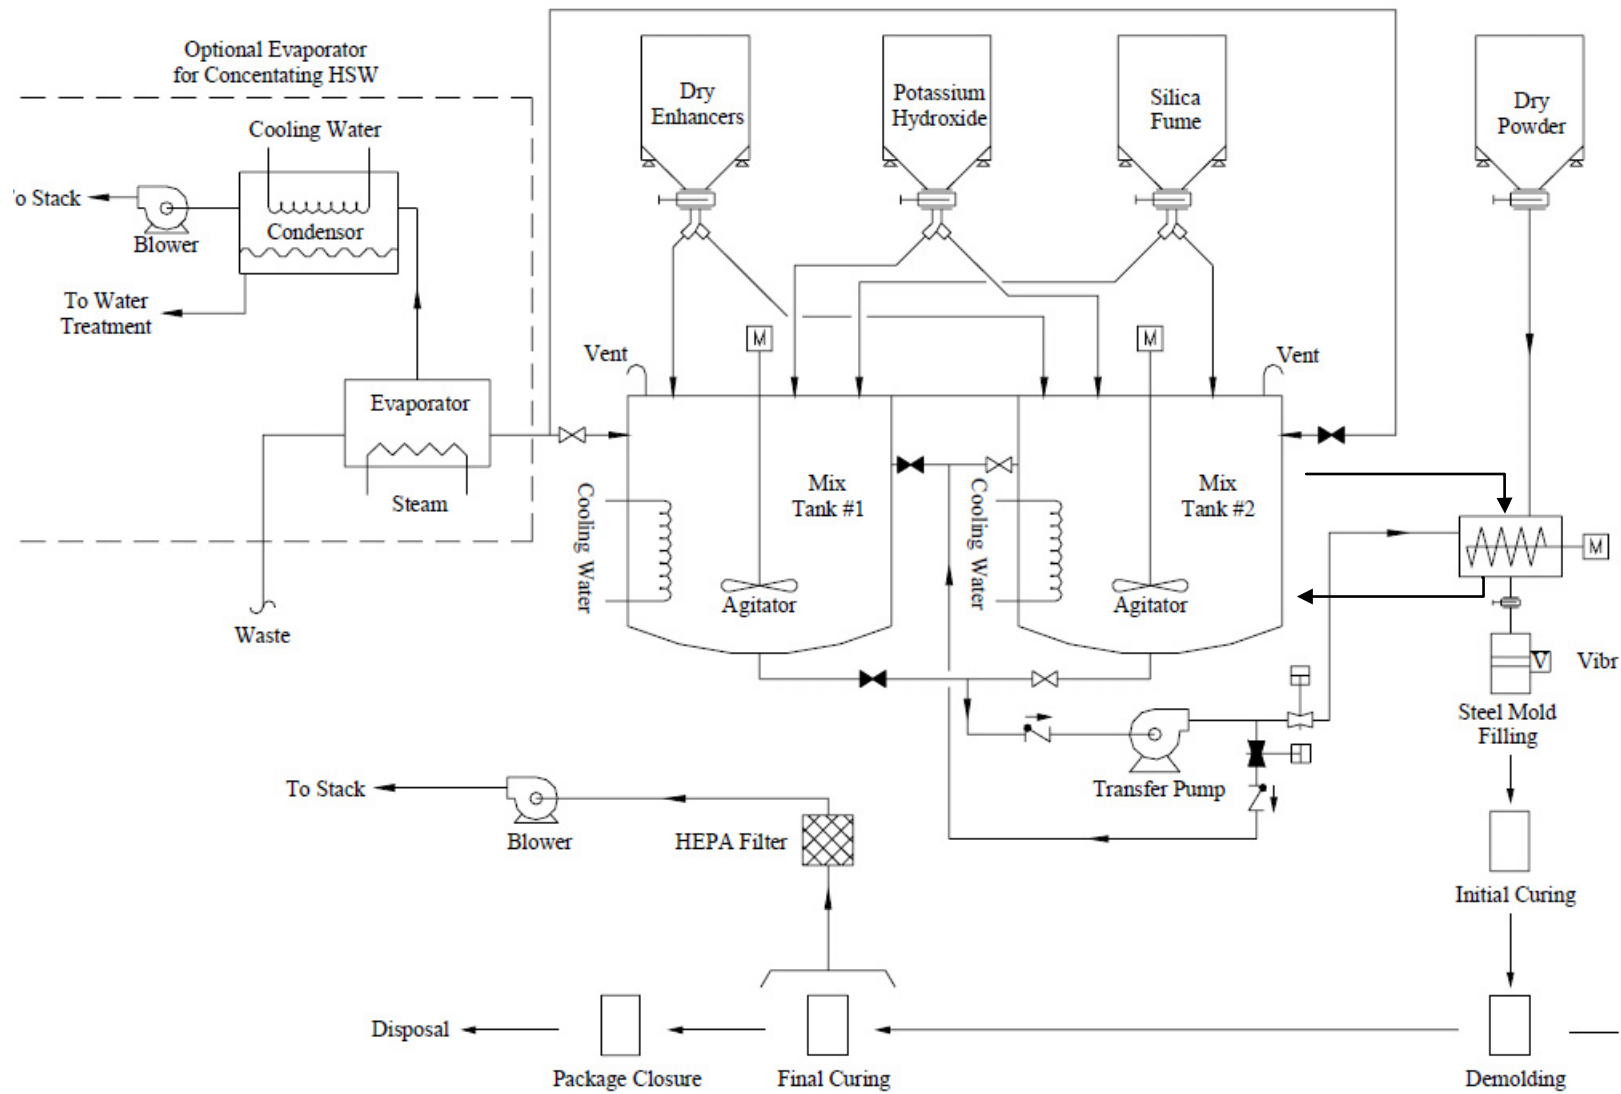 Optional Evaporator
for Concentating HSW
Cooling Water
o Stack
Blower
Condensor
To Water
Treatment
Evaporator
Steam
Waste
Dry
Enhancers
Potassium
Hydroxide
Silica
Fume
Dry
Powder
M
M
Vent
Vent
Mix
Tank #1
Mix
Tank #2
Cooling Water
Cooling Water
Agitator
Agitator
M
V
Vibr
Steel Mold
Filling
Transfer Pump
To Stack
Blower
HEPA Filter
Initial Curing
Disposal
Package Closure
Final Curing
Demolding